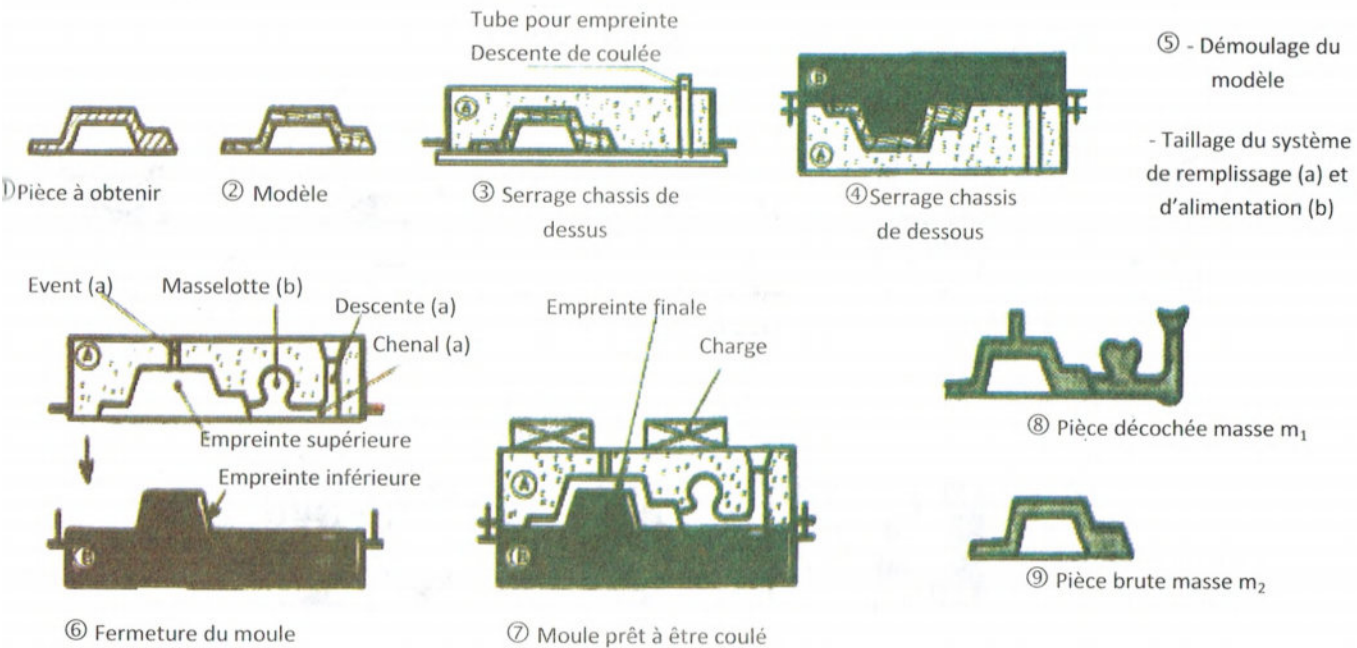 Tube pour empreinte
Descente de coulée
⑤ - Démoulage du
modèle
- Taillage du système
de remplissage (a) et
d'alimentation (b)
A
B
A
1) Pièce à obtenir
② Modèle
③ Serrage chassis de
dessus
④ Serrage chassis
de dessous
Event (a)
Masselotte (b)
Descente (a)
Chenal (a)
A
Empreinte supérieure
Empreinte inférieure
B
⑥ Fermeture du moule
Empreinte finale
Charge
A
B
⑦ Moule prêt à être coulé
⑧ Pièce décochée masse m₁
⑨ Pièce brute masse m₂